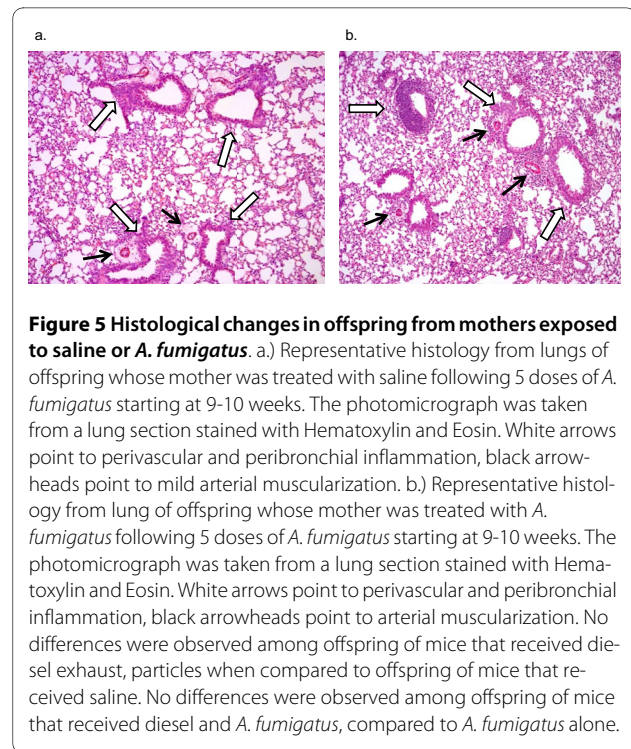 a.
b.
Figure 5 Histological changes in offspring from mothers exposed
to saline or A. fumigatus. a.) Representative histology from lungs of
offspring whose mother was treated with saline following 5 doses of A.
fumigatus starting at 9-10 weeks. The photomicrograph was taken
from a lung section stained with Hematoxylin and Eosin. White arrows
point to perivascular and peribronchial inflammation, black arrow-
heads point to mild arterial muscularization. b.) Representative histol-
ogy from lung of offspring whose mother was treated with A.
fumigatus following 5 doses of A. fumigatus starting at 9-10 weeks. The
photomicrograph was taken from a lung section stained with Hema-
toxylin and Eosin. White arrows point to perivascular and peribronchial
inflammation, black arrowheads point to arterial muscularization. No
differences were observed among offspring of mice that received die-
sel exhaust, particles when compared to offspring of mice that re-
ceived saline. No differences were observed among offspring of mice
that received diesel and A. fumigatus, compared to A. fumigatus alone.